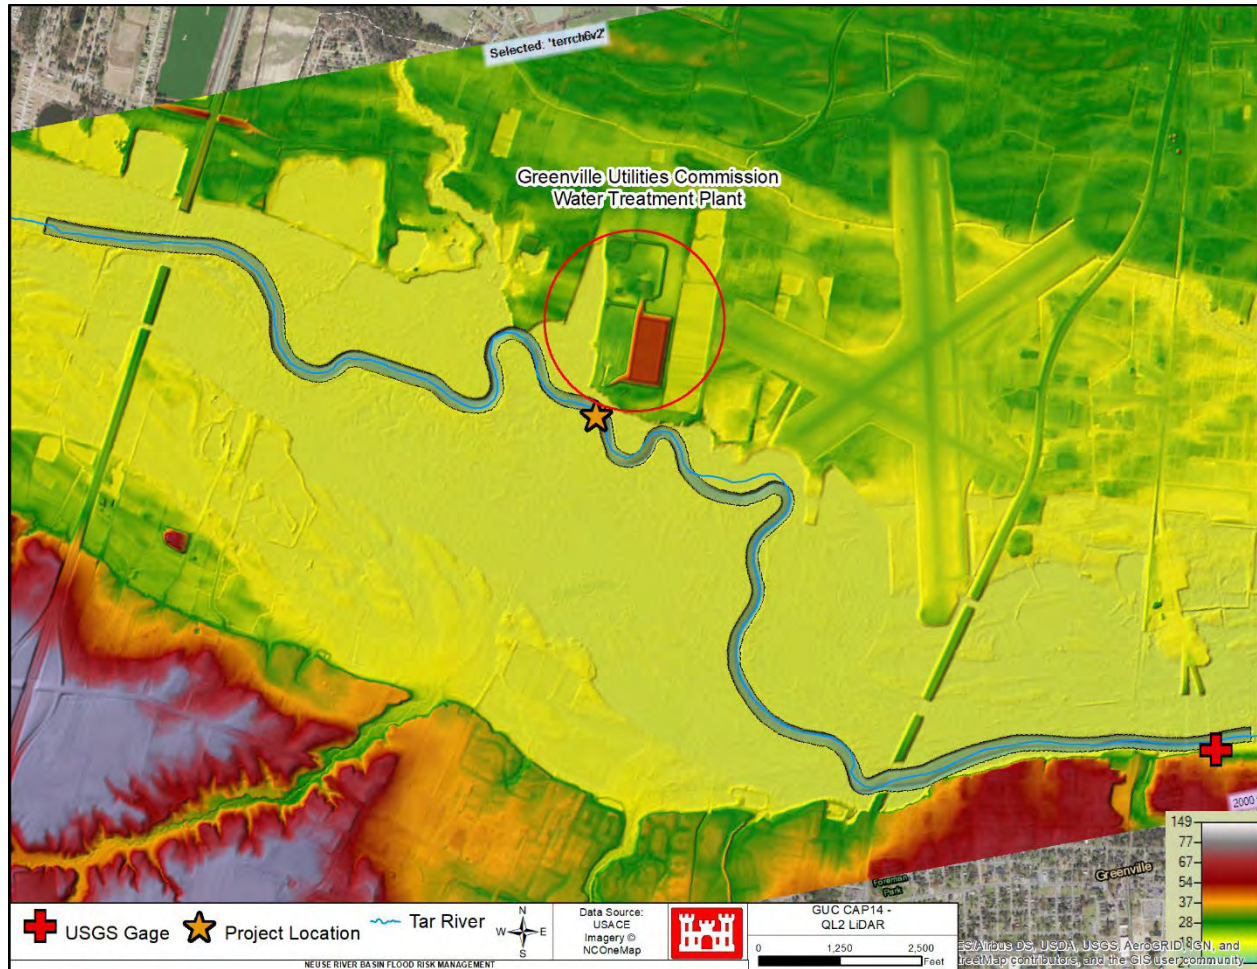 Selected: 'terrch6v2'
Greenville Utilities Commission
Water Treatment Plant
2000
149
77
67
54
37
28
Foreman
Park
Greenville
USGS Gage
Project Location
Tar River
N
W
E
S
Data Source:
USACE
Imagery ©
NCOneMap
GUC CAP14 -
QL2 LiDAR
0
1,250
2,500
Feet
ES/Airbus DS, USDA, USGS, AeroGRID, IGN, and
treetMap contributors, and the GIS user community
NEUSE RIVER BASIN FLOOD RISK MANAGEMENT